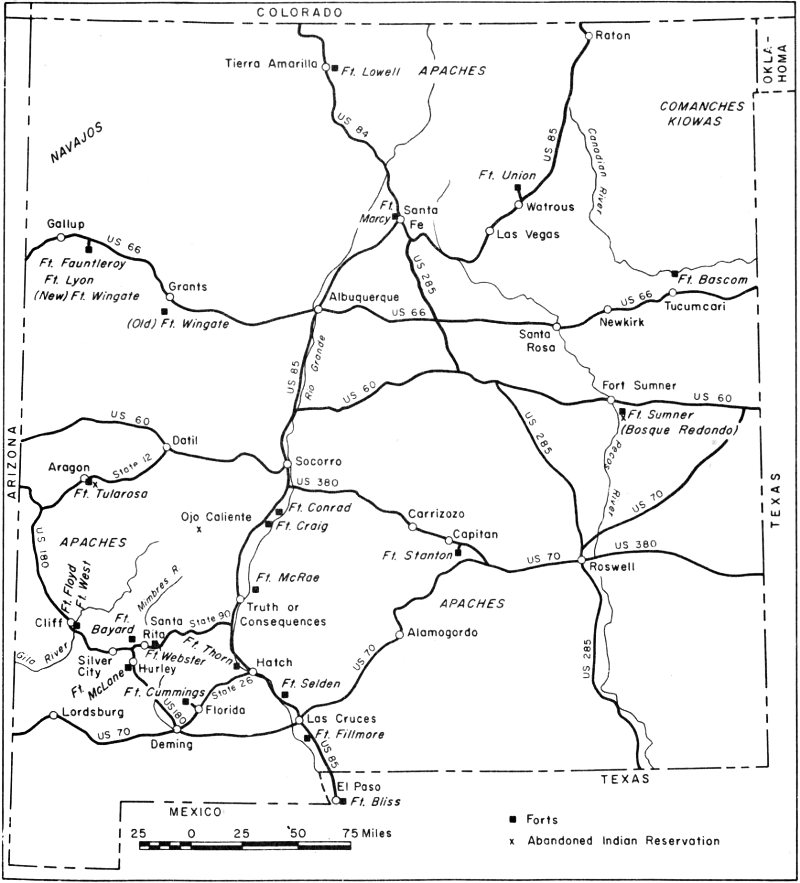 COLORADO
Raton
OKLA-
HOMA
Tierra Amarilla
Ft. Lowell
APACHES
COMANCHES
KIOWAS
NAVAJOS
US 84
US 85
Canadian River
Ft. Union
Watrous
Ft.
Marcy
Santa
Fe
Las Vegas
Gallup
US 66
Ft. Fauntleroy
Ft. Lyon
(New) Ft. Wingate
Grants
(Old) Ft. Wingate
US 285
Ft. Bascom
Albuquerque
US 66
US 66
Tucumcari
Newkirk
Santa
Rosa
Rio Grande
US 85
US 60
Fort Sumner
US 60
Ft. Sumner
(Bosque Redondo)
US 60
Datil
US 285
ARIZONA
Aragon
State 12
Ft. Tularosa
Socorro
Pecos
River
US 70
TEXAS
US 380
Ojo Caliente
Ft. Conrad
Ft. Craig
Carrizozo
Capitan
US 180
APACHES
Ft. Stanton
US 70
US 380
Roswell
Ft. Floyd
Ft. West
Mimbres R
Ft. McRae
APACHES
Truth or
Consequences
Cliff
Ft.
Bayard
Santa
Rita
State 90
Alamogordo
Gila River
Silver
City
Ft. Webster
Ft. Thorn
Hatch
US 70
US 285
Hurley
Ft.
McLane
Ft. Cummings
State 26
Ft. Selden
Lordsburg
US 180
Florida
Las Cruces
US 70
Deming
Ft. Fillmore
US 85
TEXAS
El Paso
Ft. Bliss
MEXICO
25 0 25 50 75 Miles
Forts
x Abandoned Indian Reservation